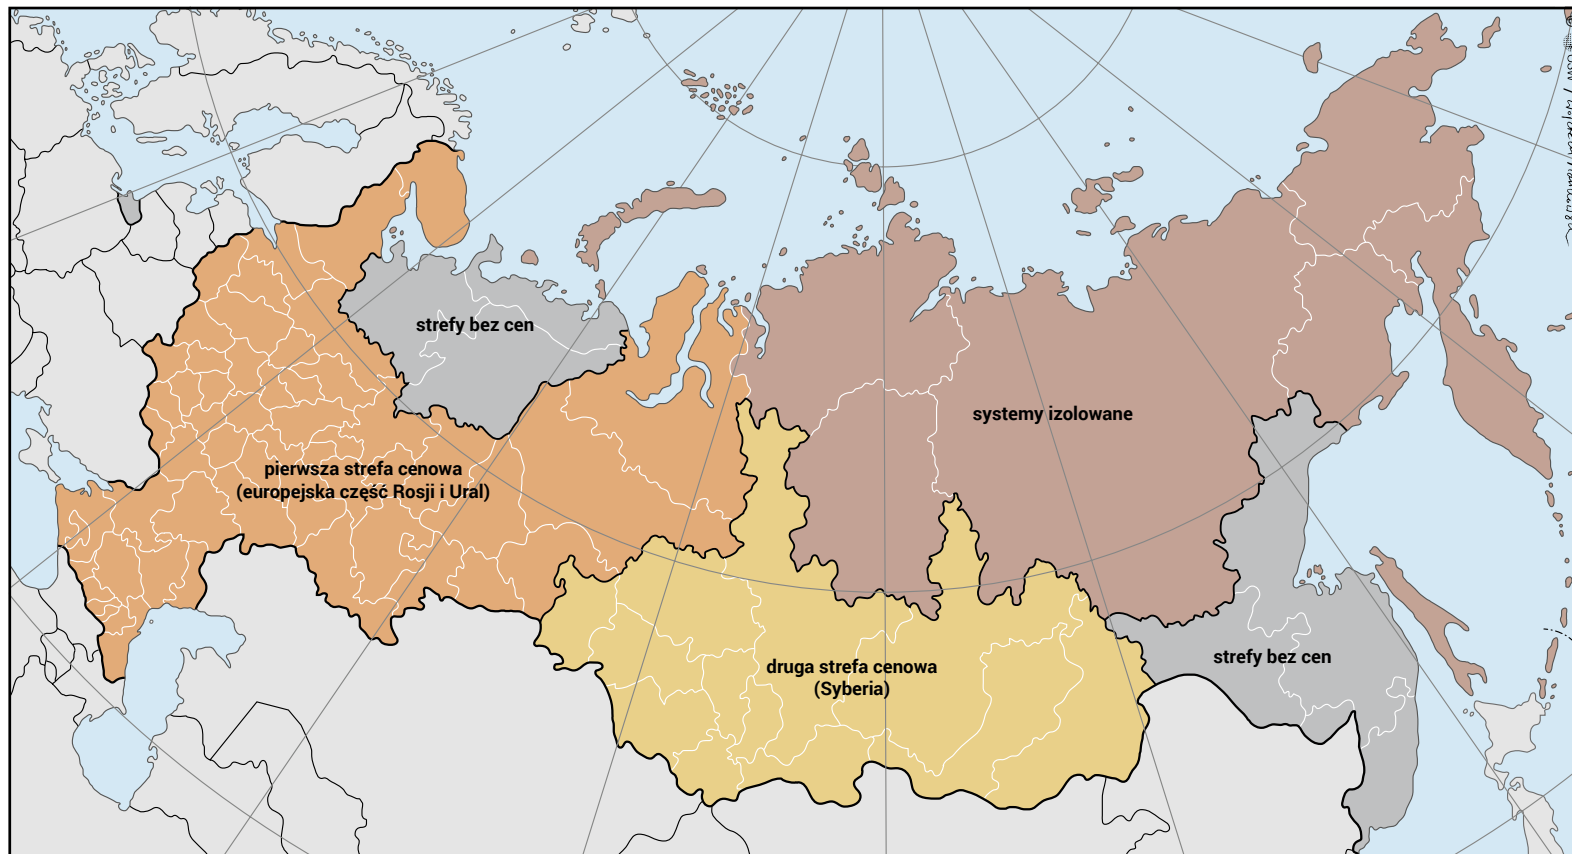 strefy bez cen
systemy izolowane
pierwsza strefa cenowa
(europejska część Rosji i Ural)
strefy bez cen
druga strefa cenowa
(Syberia)